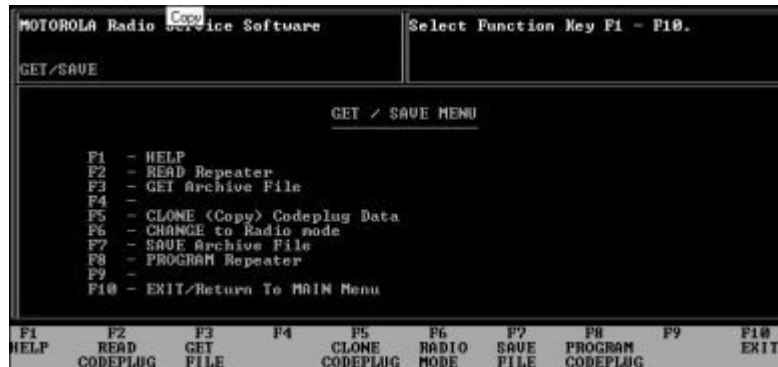 MOTOROLA Radio Service Software
Copy
Select Function Key F1 - F10.
GET/SAVE
GET / SAVE MENU
F1 - HELP
F2 - READ Repeater
F3 - GET Archive File
F4 -
F5 - CLONE (Copy) Codeplug Data
F6 - CHANGE to Radio mode
F7 - SAVE Archive File
F8 - PROGRAM Repeater
F9 -
F10 - EXIT/Return To MAIN Menu
F1 F2 F3 F4 F5 F6 F7 F8 F9 F10
HELP READ GET CLONE RADIO SAVE PROGRAM EXIT
CODEPLUG FILE CODEPLUG MODE FILE CODEPLUG